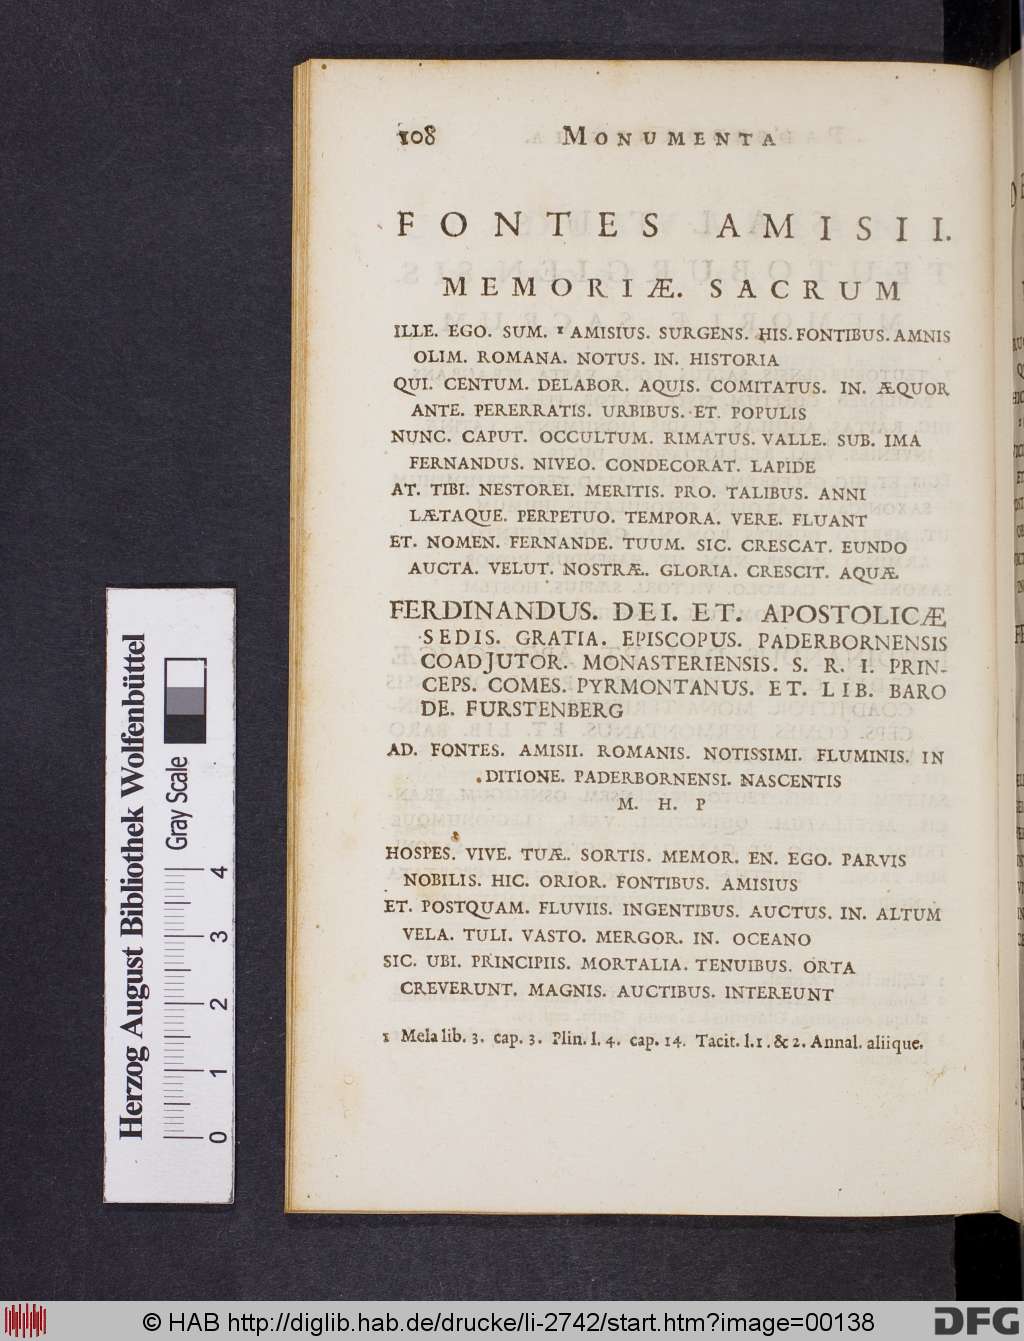 108 MONUMENTA
FONTES AMISII.
MEMORIÆ. SACRUM
ILLE. EGO. SUM. 1 AMISIUS. SURGENS. HIS. FONTIBUS. AMNIS
OLIM. ROMANA. NOTUS. IN. HISTORIA
QUI. CENTUM. DELABOR. AQUIS. COMITATUS. IN. ÆQUOR
ANTE. PERERRATIS. URBIBUS. ET. POPULIS
NUNC. CAPUT. OCCULTUM. RIMATUS. VALLE. SUB. IMA
FERNANDUS. NIVEO. CONDECORAT. LAPIDE
AT. TIBI. NESTOREI. MERITIS. PRO. TALIBUS. ANNI
LÆTAQUE. PERPETUO. TEMPORA. VERE. FLUANT
ET. NOMEN. FERNANDE. TUUM. SIC. CRESCAT. EUNDO
AUCTA. VELUT. NOSTRÆ. GLORIA. CRESCIT. AQUÆ
FERDINANDUS. DEI. ET. APOSTOLICÆ
SEDIS. GRATIA. EPISCOPUS. PADERBORNENSIS
COADJUTOR. MONASTERIENSIS. S. R. I. PRIN-
CEPS. COMES. PYRMONTANUS. ET. LIB. BARO
DE. FURSTENBERG
AD. FONTES. AMISII. ROMANIS. NOTISSIMI. FLUMINIS. IN
DITIONE. PADERBORNENSI. NASCENTIS
M. H. P
HOSPES. VIVE. TUÆ. SORTIS. MEMOR. EN. EGO. PARVIS
NOBILIS. HIC. ORIOR. FONTIBUS. AMISIUS
ET. POSTQUAM. FLUVIIS. INGENTIBUS. AUCTUS. IN. ALTUM
VELA. TULI. VASTO. MERGOR. IN. OCEANO
SIC. UBI. PRINCIPIIS. MORTALIA. TENUIBUS. ORTA
CREVERUNT. MAGNIS. AUCTIBUS. INTEREUNT
1 Mela lib. 3. cap. 3. Plin. l. 4. cap. 14. Tacit. l. 1. & 2. Annal. aliique.
Herzog August Bibliothek Wolfenbüttel
Gray Scale
0 1 2 3 4
© HAB http://diglib.hab.de/drucke/li-2742/start.htm?image=00138
DFG